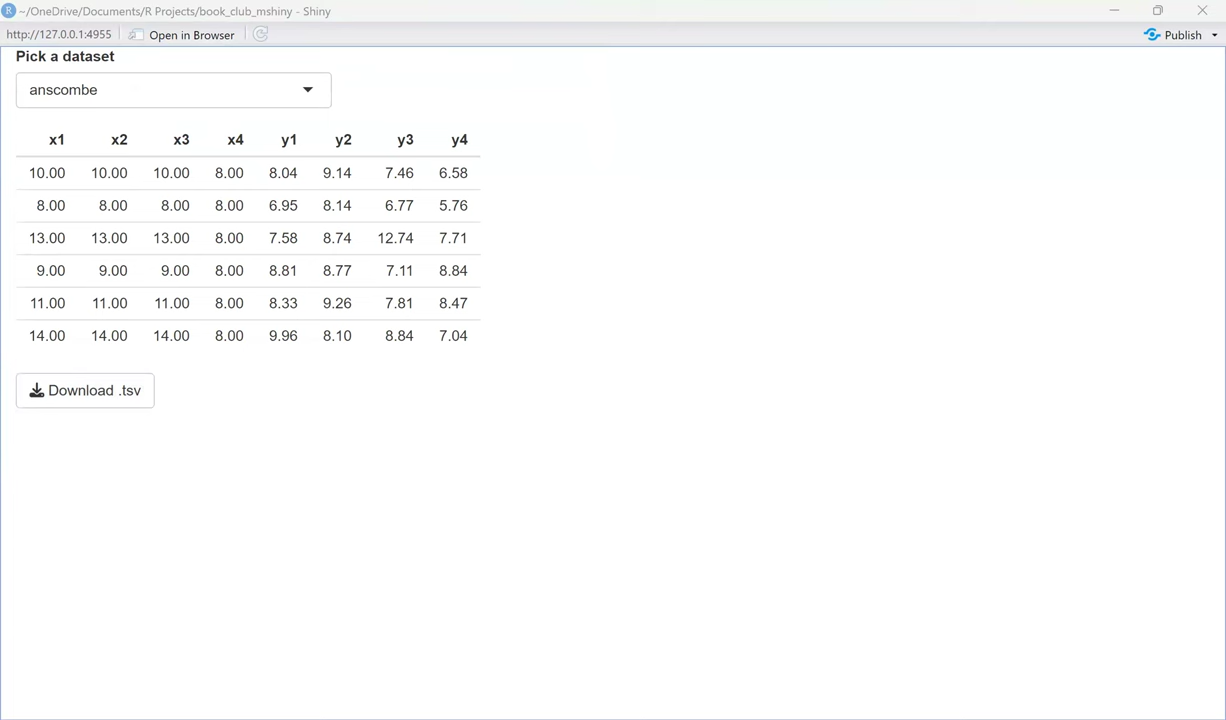 ~/OneDrive/Documents/R Projects/book_club_mshiny - Shiny
http://127.0.0.1:4955 Open in Browser Publish
Pick a dataset
anscombe
x1 x2 x3 x4 y1 y2 y3 y4
10.00 10.00 10.00 8.00 8.04 9.14 7.46 6.58
8.00 8.00 8.00 8.00 6.95 8.14 6.77 5.76
13.00 13.00 13.00 8.00 7.58 8.74 12.74 7.71
9.00 9.00 9.00 8.00 8.81 8.77 7.11 8.84
11.00 11.00 11.00 8.00 8.33 9.26 7.81 8.47
14.00 14.00 14.00 8.00 9.96 8.10 8.84 7.04
Download .tsv